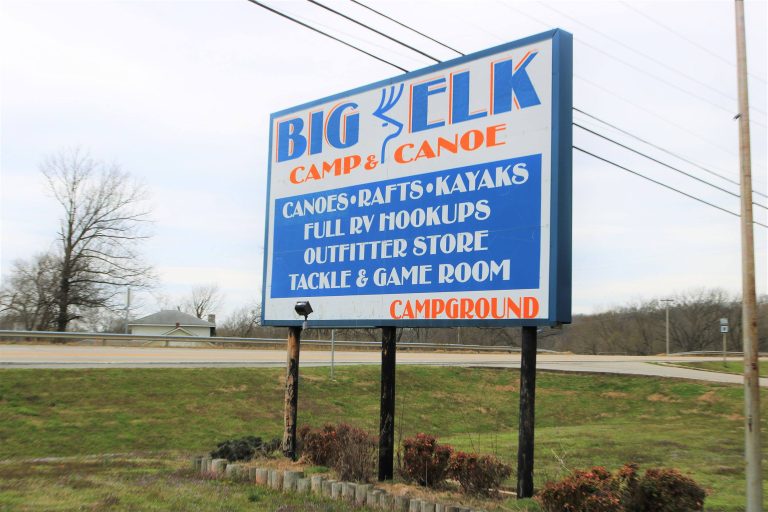 BIG ELK
CAMP & CANOE
CANOES • RAFTS • KAYAKS
FULL RV HOOKUPS
OUTFITTER STORE
TACKLE & GAME ROOM
CAMPGROUND